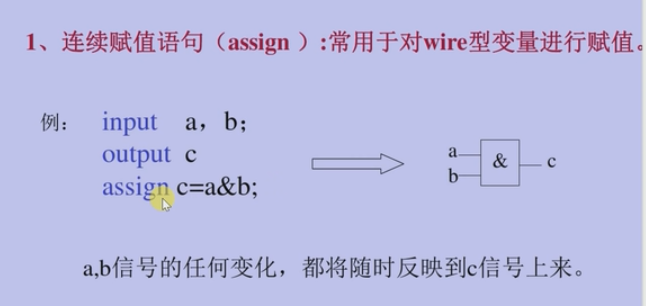 1、连续赋值语句（assign ）:常用于对wire型变量进行赋值。
例： input a，b；
output c
assign c=a&b;
a
b
&
c
a,b信号的任何变化，都将随时反映到c信号上来。